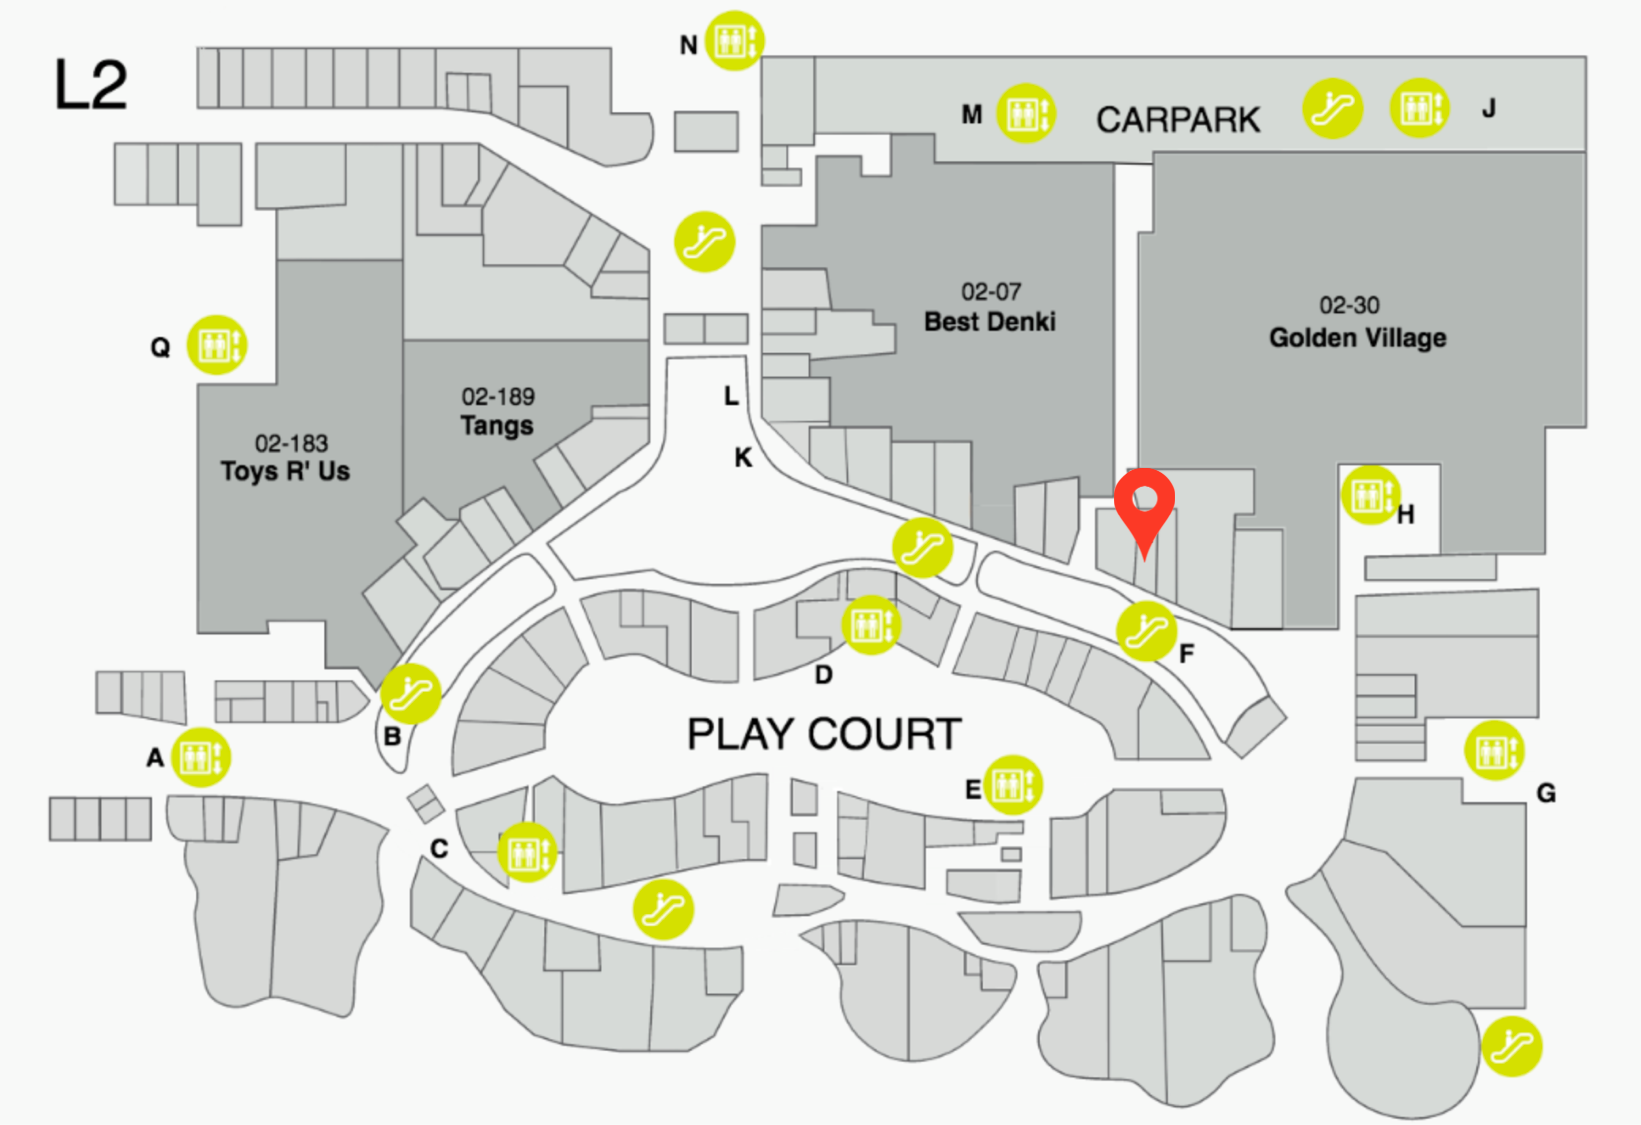 N
L2
M
CARPARK
J
02-07
Best Denki
02-30
Golden Village
Q
L
02-189
Tangs
02-183
Toys R' Us
K
H
F
D
B
PLAY COURT
A
E
G
C